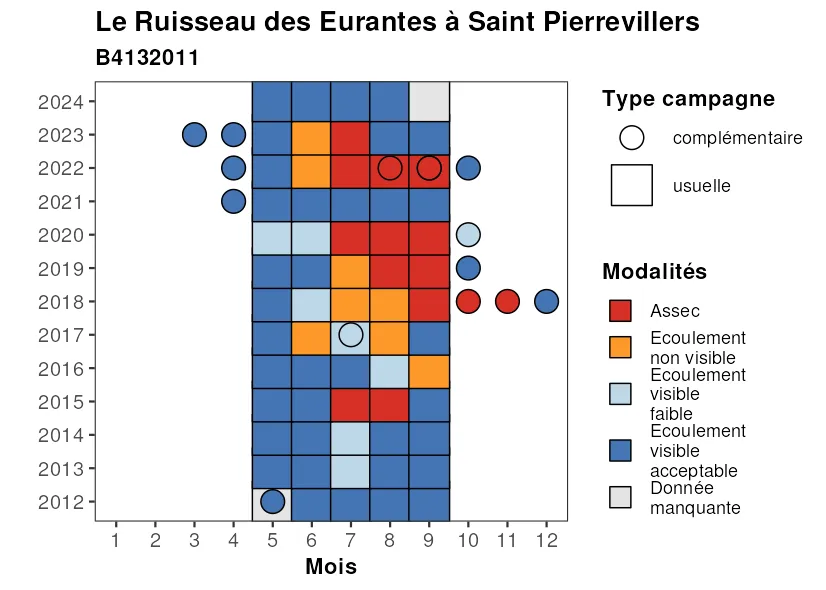 Le Ruisseau des Eurantes à Saint Pierrevillers
B4132011
2024
2023
2022
2021
2020
2019
2018
2017
2016
2015
2014
2013
2012
1 2 3 4 5 6 7 8 9 10 11 12
Mois
Type campagne
complémentaire
usuelle
Modalités
Assec
Ecoulement
non visible
Ecoulement
visible
faible
Ecoulement
visible
acceptable
Donnée
manquante